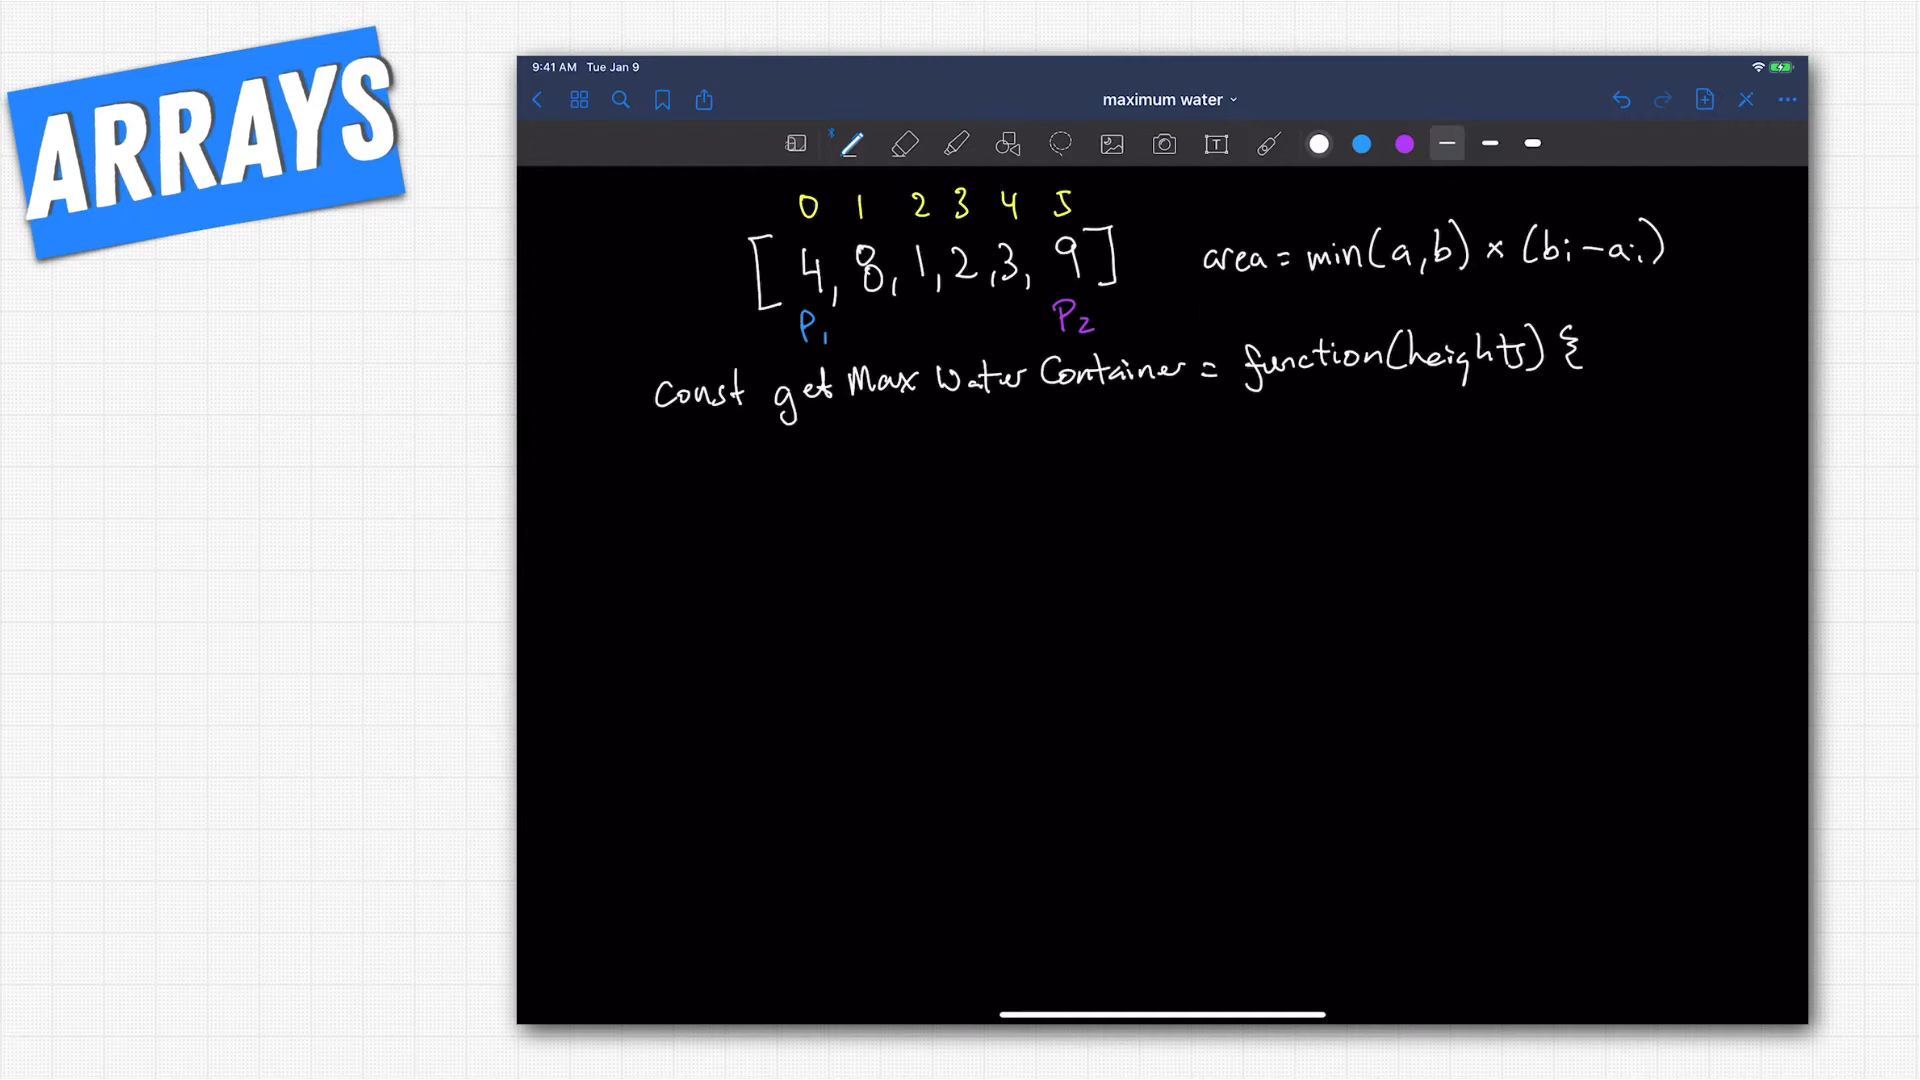 ARRAYS
9:41 AM Tue Jan 9
maximum water
T
0 1 2 3 4 5
[4, 8, 1, 2, 3, 9]
area = min(a, b) × (bi - ai)
P1 P2
const getMaxWaterContainer = function(heights) {